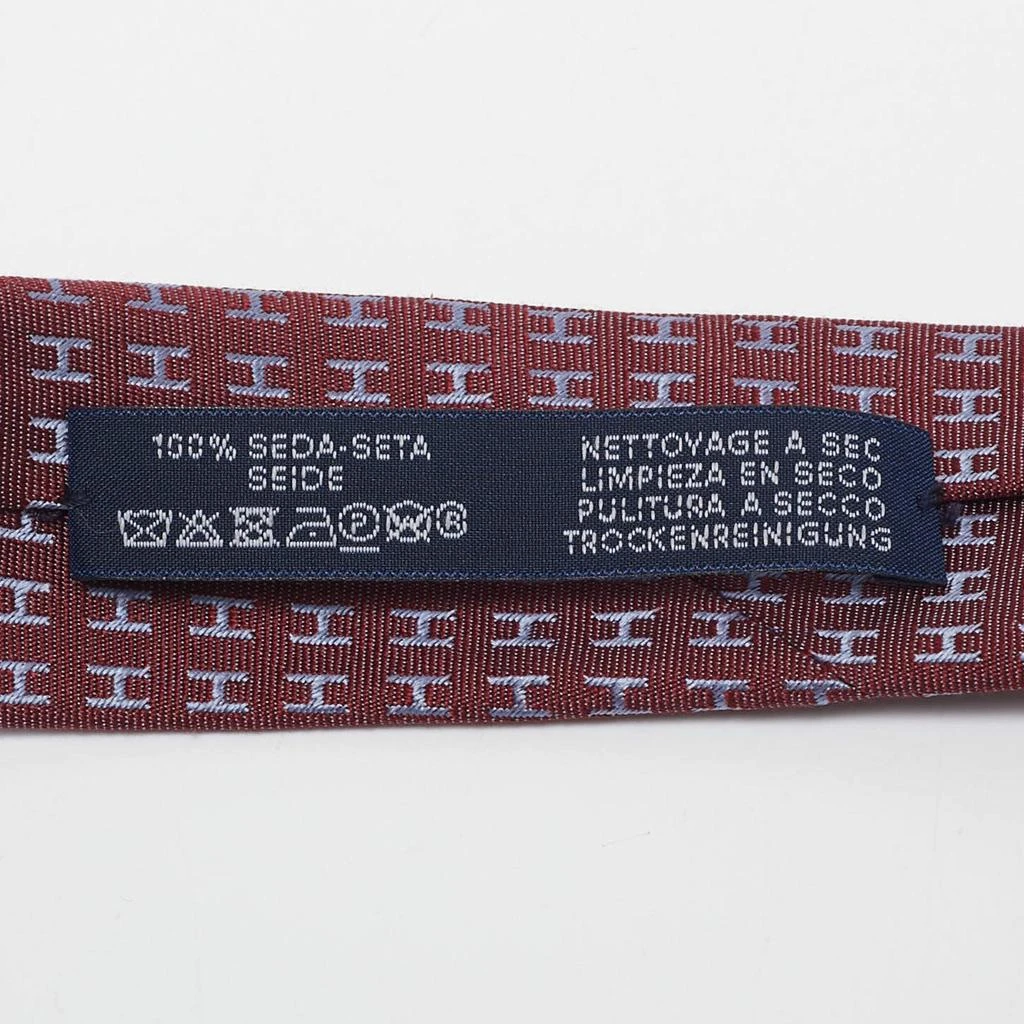 100% SEDA-SETA
SEIDE
P W B
NETTOYAGE A SEC
LIMPIEZA EN SECO
PULITURA A SECCO
TROCKENREINIGUNG